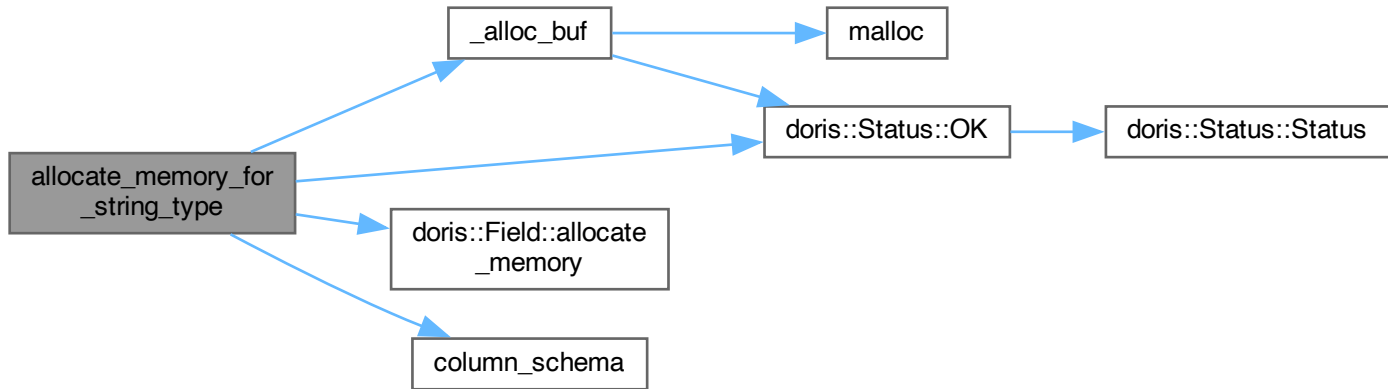 _alloc_buf
malloc
doris::Status::OK
doris::Status::Status
allocate_memory_for
_string_type
doris::Field::allocate
_memory
column_schema